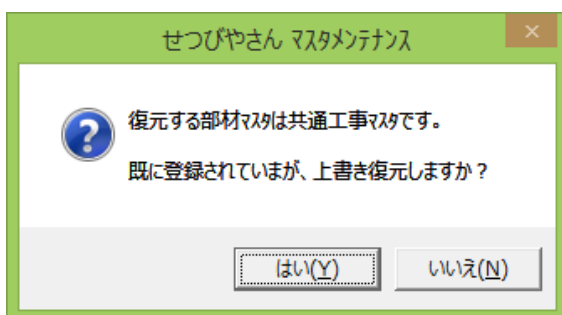 せつびやさん ﾏｽﾀﾒﾝﾃﾅﾝｽ
×
?
復元する部材ﾏｽﾀは共通工事ﾏｽﾀです。
既に登録されていまが、上書き復元しますか？
はい(Y)
いいえ(N)